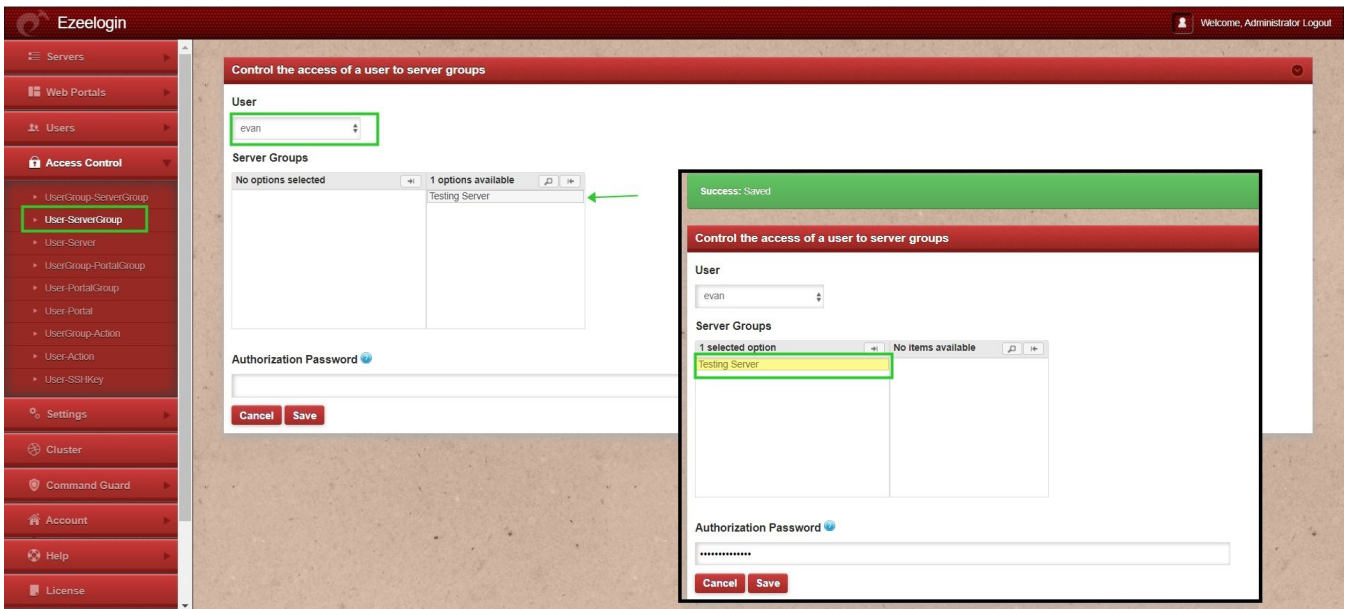 Ezeelogin
Welcome, Administrator Logout
Servers
Web Portals
Users
Access Control
UserGroup-ServerGroup
User-ServerGroup
User-Server
UserGroup-PortalGroup
User-PortalGroup
User-Portal
UserGroup-Action
User-Action
User-SSHKey
Settings
Cluster
Command Guard
Account
Help
License
Control the access of a user to server groups
User
evan
Server Groups
No options selected
1 options available
Testing Server
Authorization Password
Cancel Save
Success: Saved
Control the access of a user to server groups
User
evan
Server Groups
1 selected option
No items available
Testing Server
Authorization Password
••••••••••••••
Cancel Save